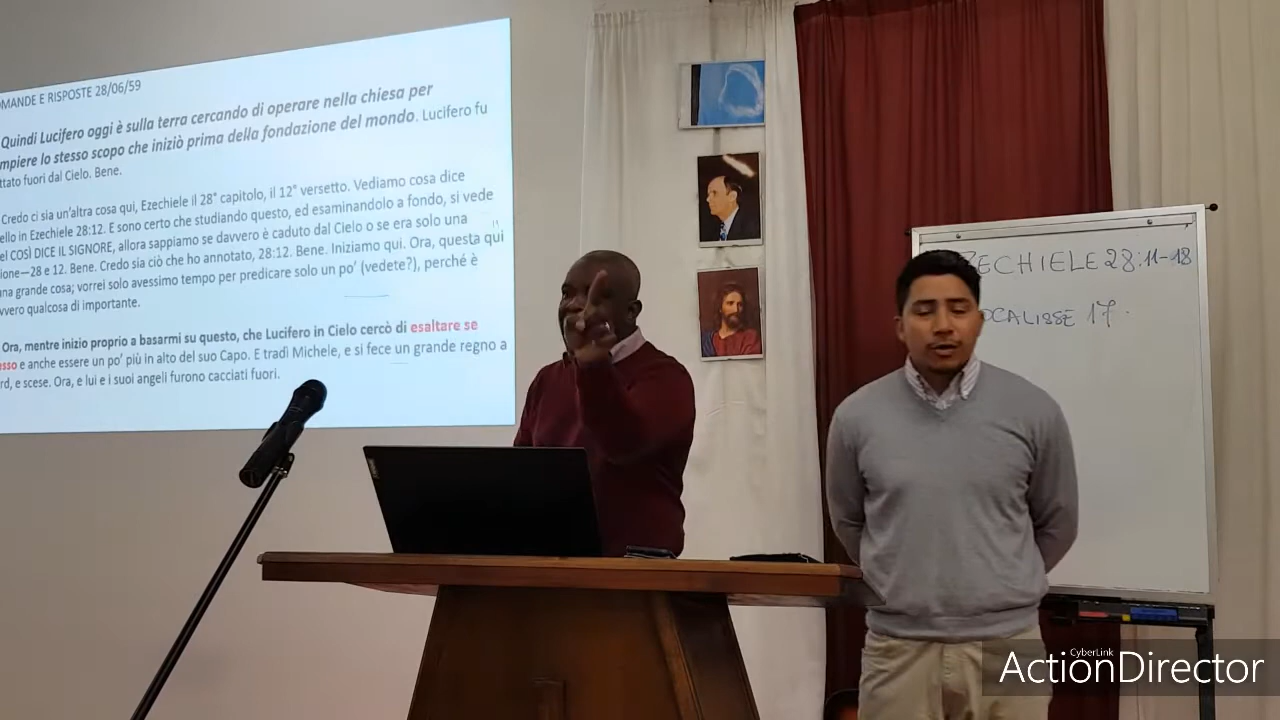 OMANDE E RISPOSTE 28/06/59
Quindi Lucifero oggi è sulla terra cercando di operare nella chiesa per
mpiere lo stesso scopo che iniziò prima della fondazione del mondo. Lucifero fu
ttato fuori dal Cielo. Bene.
Credo ci sia un'altra cosa qui, Ezechiele il 28° capitolo, il 12° versetto. Vediamo cosa dice
ello in Ezechiele 28:12. E sono certo che studiando questo, ed esaminandolo a fondo, si vede
el COSÌ DICE IL SIGNORE, allora sappiamo se davvero è caduto dal Cielo o se era solo una
ione—28 e 12. Bene. Credo sia ciò che ho annotato, 28:12. Bene. Iniziamo qui. Ora, questa qui
na grande cosa; vorrei solo avessimo tempo per predicare solo un po' (vedete?), perché è
vvero qualcosa di importante.
Ora, mentre inizio proprio a basarmi su questo, che Lucifero in Cielo cercò di esaltare se
esso e anche essere un po' più in alto del suo Capo. E tradì Michele, e si fece un grande regno a
rd, e scese. Ora, e lui e i suoi angeli furono cacciati fuori.
ZECHIELE 28:11-18
OCALISSE 17.
CyberLink
ActionDirector